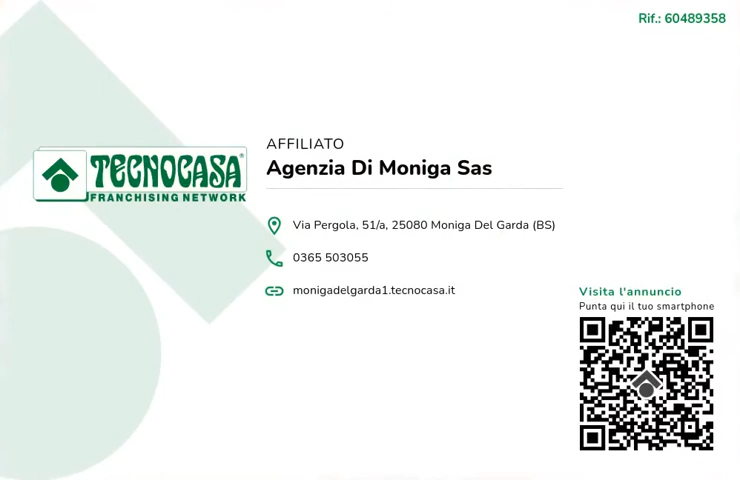 Rif.: 60489358
AFFILIATO
Agenzia Di Moniga Sas
TECNOCASA®
FRANCHISING NETWORK
Via Pergola, 51/a, 25080 Moniga Del Garda (BS)
0365 503055
monigadelgarda1.tecnocasa.it
Visita l'annuncio
Punta qui il tuo smartphone